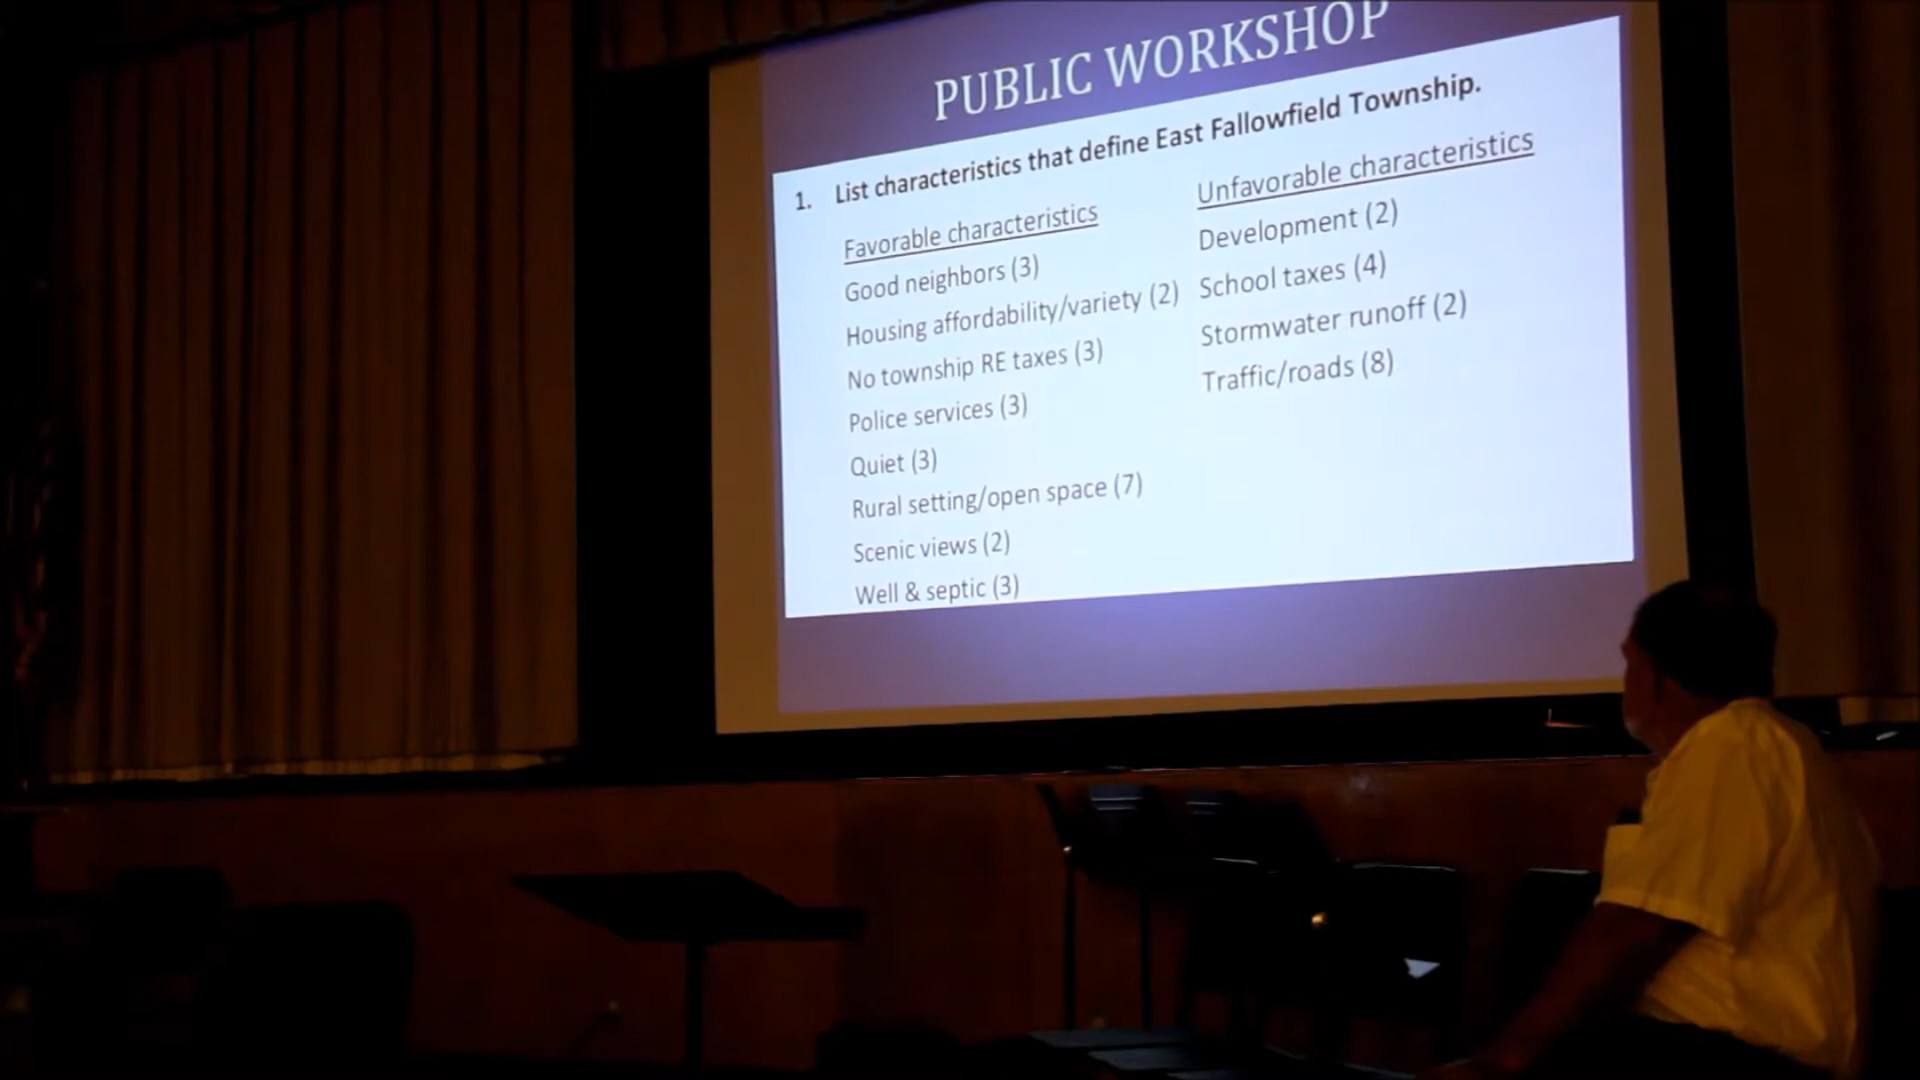 PUBLIC WORKSHOP
1. List characteristics that define East Fallowfield Township.
Favorable characteristics
Good neighbors (3)
Housing affordability/variety (2)
No township RE taxes (3)
Police services (3)
Quiet (3)
Rural setting/open space (7)
Scenic views (2)
Well & septic (3)
Unfavorable characteristics
Development (2)
School taxes (4)
Stormwater runoff (2)
Traffic/roads (8)